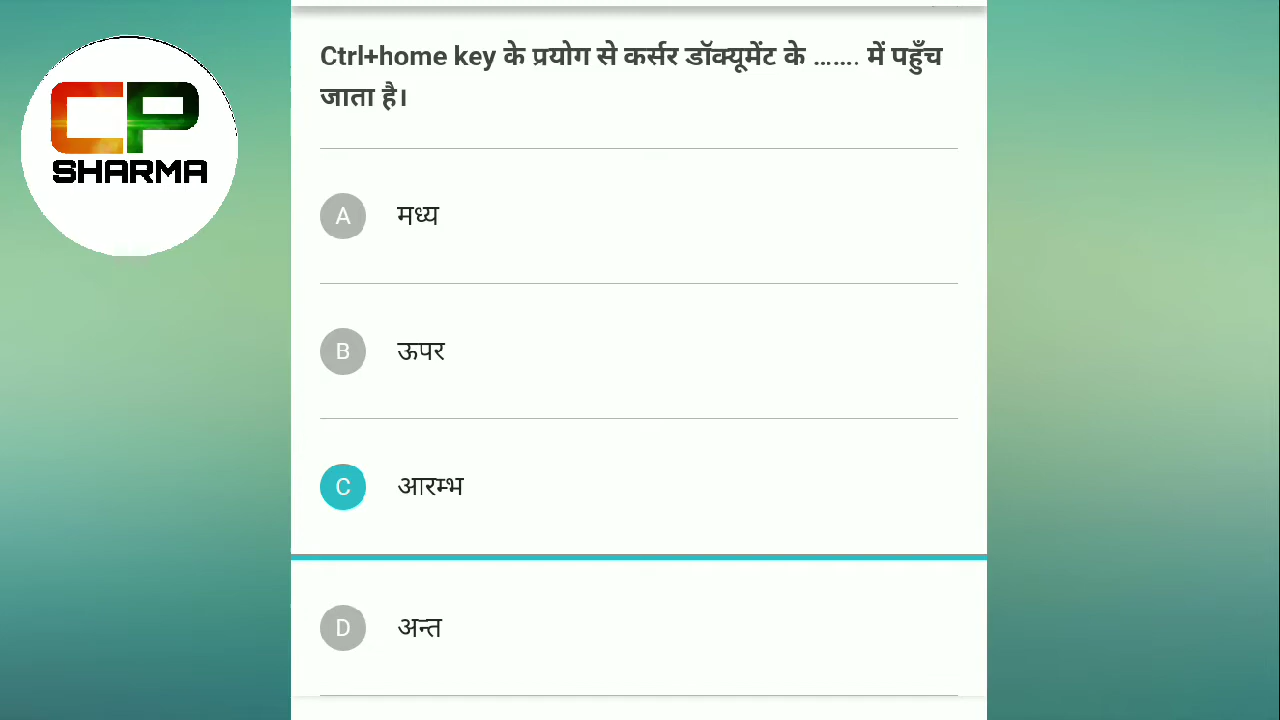 CP
SHARMA
Ctrl+home key के प्रयोग से कर्सर डॉक्यूमेंट के ....... में पहुँच
जाता है।
A मध्य
B ऊपर
C आरम्भ
D अन्त